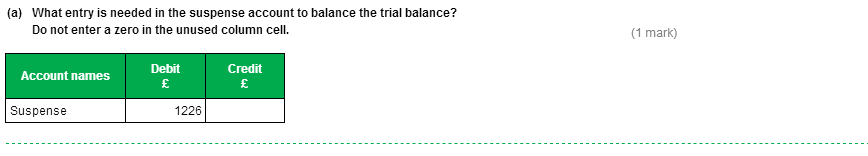 (a) What entry is needed in the suspense account to balance the trial balance?
Do not enter a zero in the unused column cell.
(1 mark)
Account names Debit £ Credit £
Suspense 1226